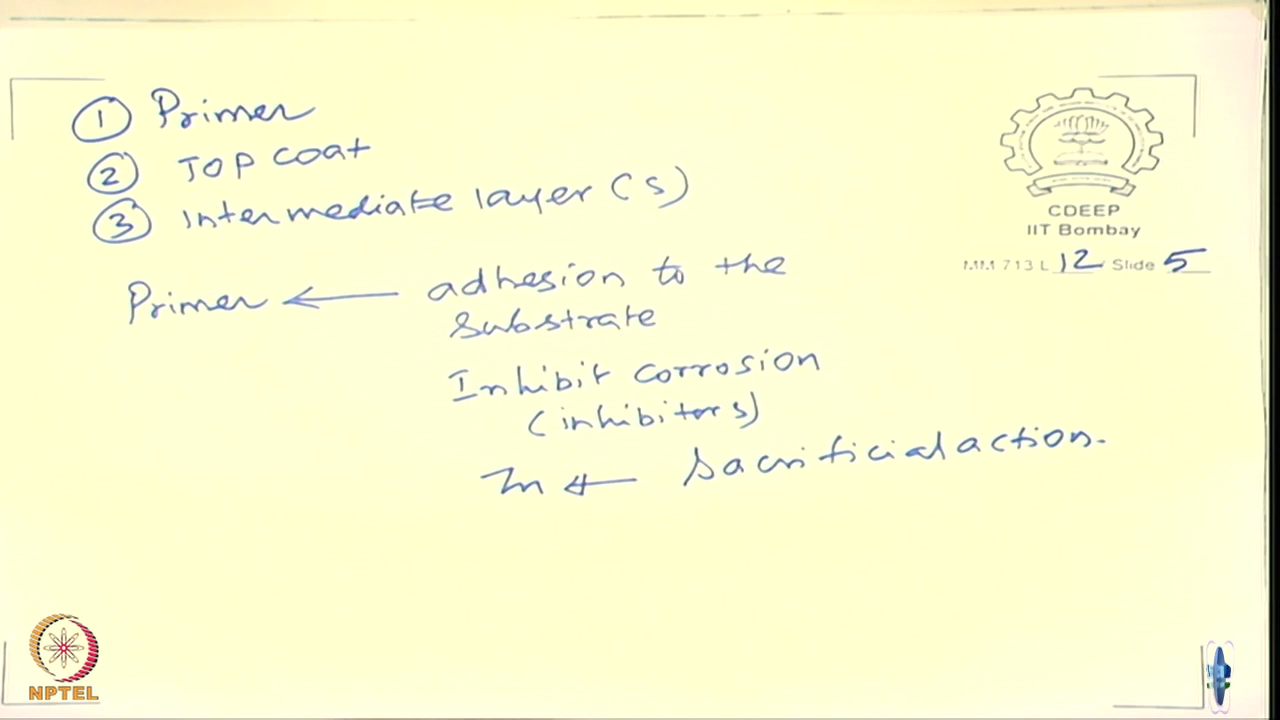 ① Primer
② TOP coat
③ Intermediate layer (s)
Primer ← adhesion to the
substrate
Inhibit corrosion
(inhibitors)
Zn ← Sacrificial action.
CDEEP
IIT Bombay
MM 713 L 12 Slide 5
NPTEL